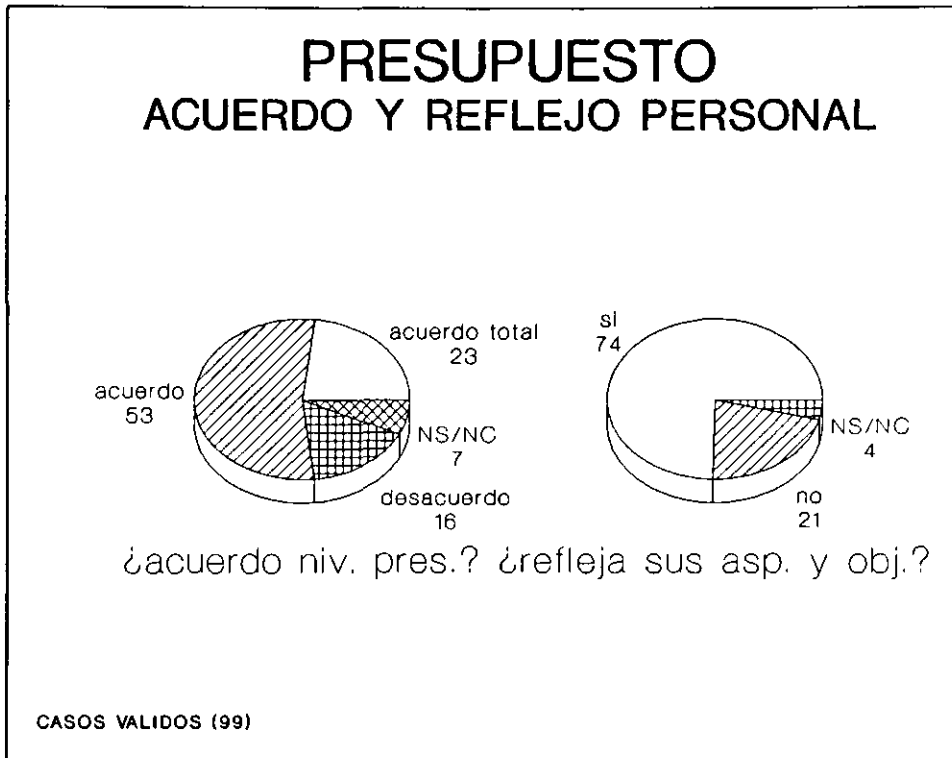 PRESUPUESTO
ACUERDO Y REFLEJO PERSONAL
acuerdo total
23
acuerdo
53
NS/NC
7
desacuerdo
16
si
74
NS/NC
4
no
21
¿acuerdo niv. pres.? ¿refleja sus asp. y obj.?
CASOS VALIDOS (99)